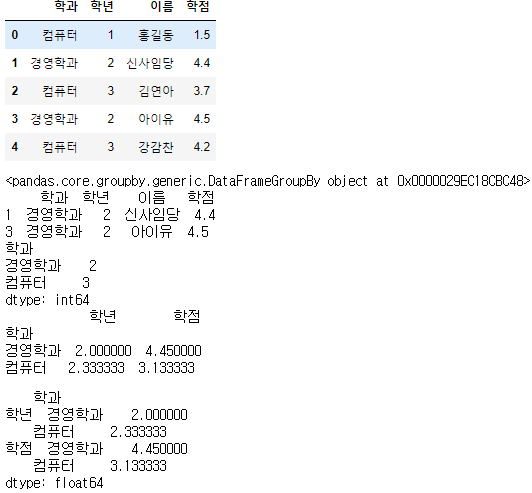 학과 학년 이름 학점
0 컴퓨터 1 홍길동 1.5
1 경영학과 2 신사임당 4.4
2 컴퓨터 3 김연아 3.7
3 경영학과 2 아이유 4.5
4 컴퓨터 3 강감찬 4.2
<pandas.core.groupby.generic.DataFrameGroupBy object at 0x0000029EC18CBC48>
학과 학년 이름 학점
1 경영학과 2 신사임당 4.4
3 경영학과 2 아이유 4.5
학과
경영학과 2
컴퓨터 3
dtype: int64
학년 학점
학과
경영학과 2.000000 4.450000
컴퓨터 2.333333 3.133333
학과
학년 경영학과 2.000000
컴퓨터 2.333333
학점 경영학과 4.450000
컴퓨터 3.133333
dtype: float64